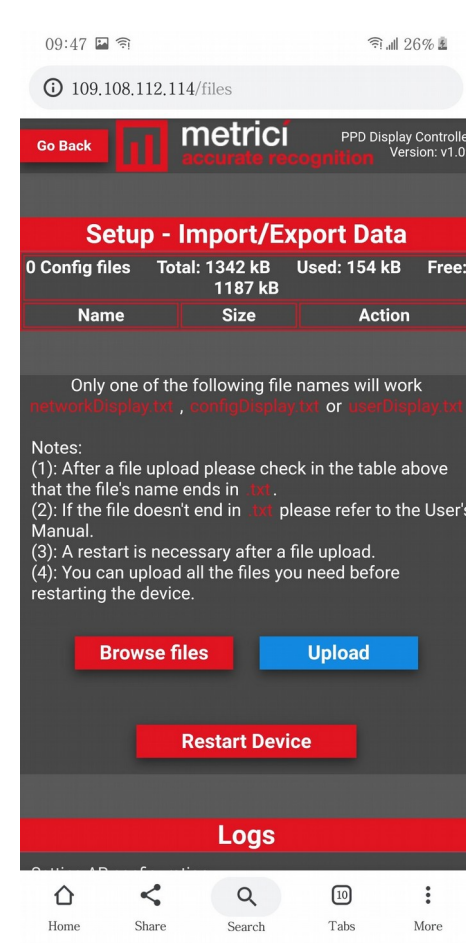 09:47 26%
109.108.112.114/files
Go Back
metrici
accurate recognition
PPD Display Controlle
Version: v1.0
Setup - Import/Export Data
0 Config files Total: 1342 kB Used: 154 kB Free:
1187 kB
Name Size Action
Only one of the following file names will work
networkDisplay.txt , configDisplay.txt or userDisplay.txt
Notes:
(1): After a file upload please check in the table above
that the file's name ends in .txt.
(2): If the file doesn't end in .txt please refer to the User's
Manual.
(3): A restart is necessary after a file upload.
(4): You can upload all the files you need before
restarting the device.
Browse files Upload
Restart Device
Logs
10
Home Share Search Tabs More